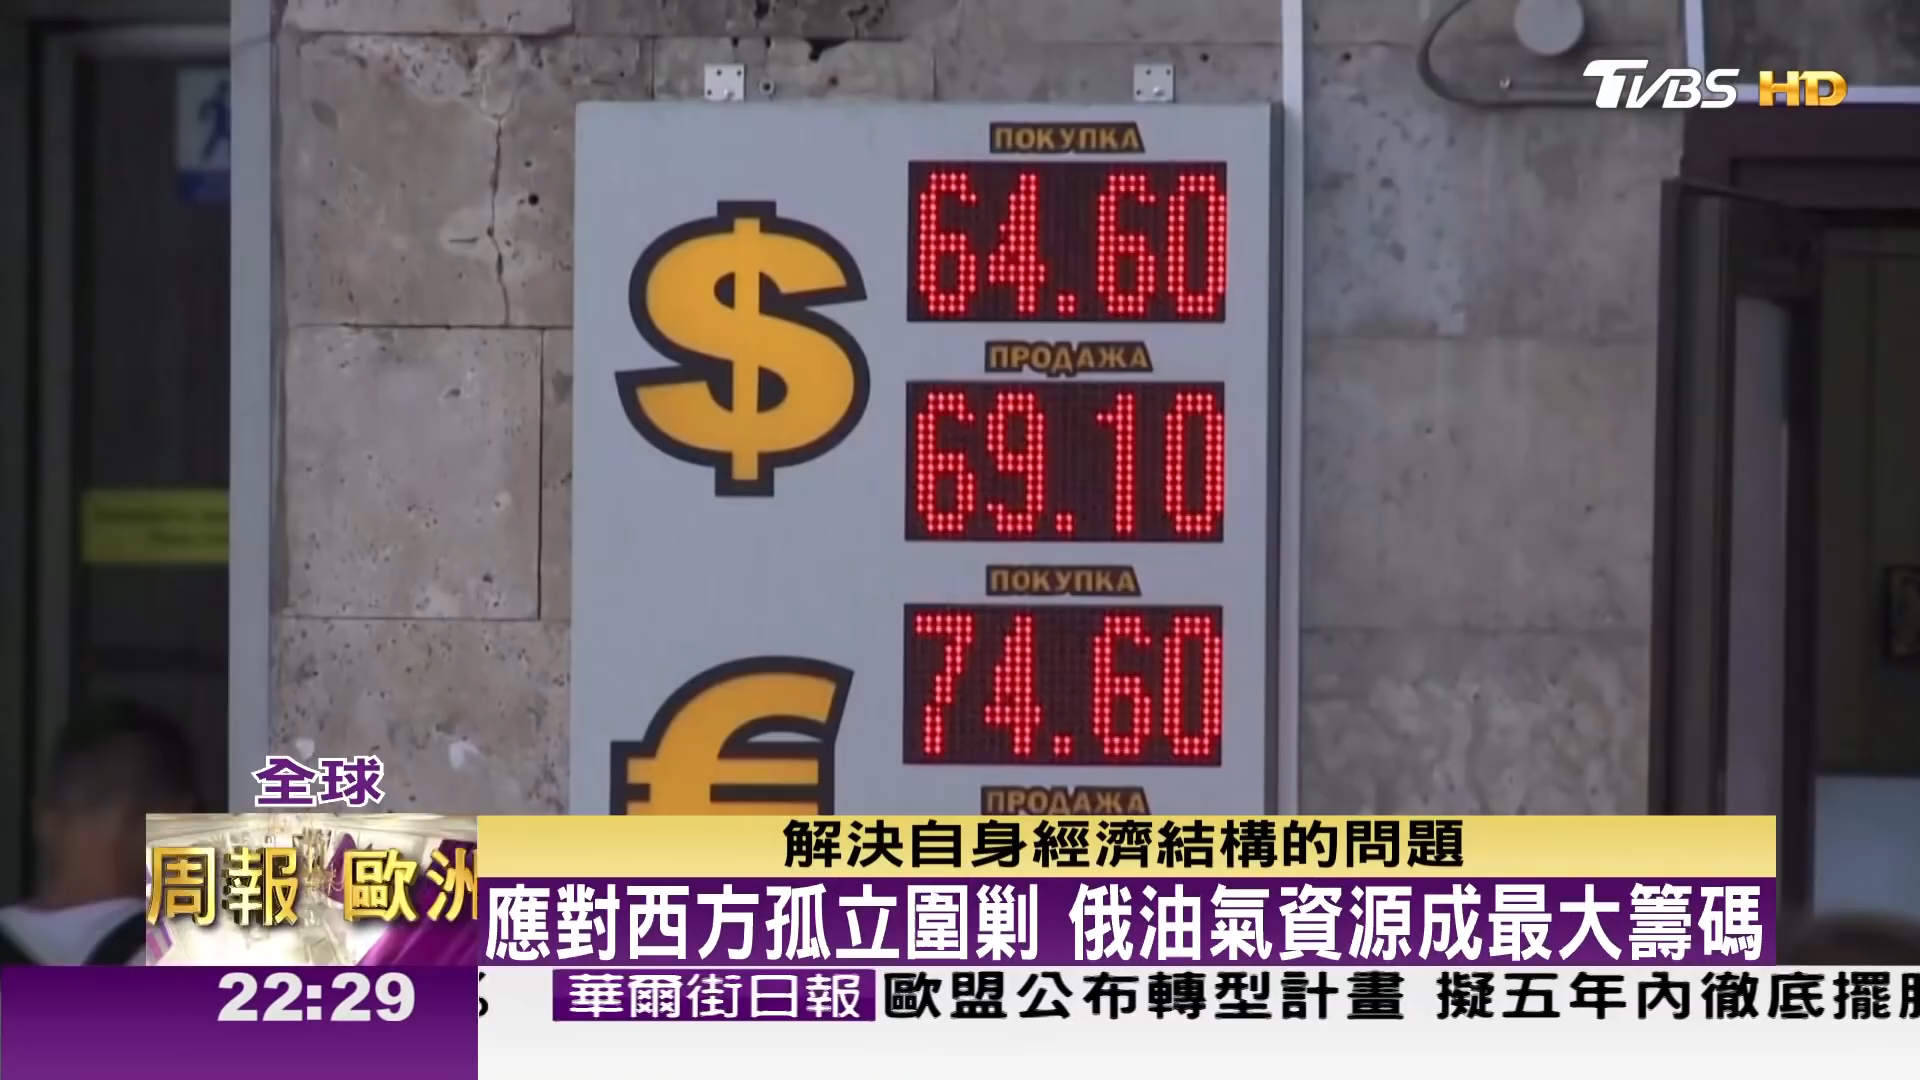 TVBS HD
ПОКУПКА
$ 64.60
ПРОДАЖА
69.10
ПОКУПКА
€ 74.60
ПРОДАЖА
全球
周報 歐洲
解決自身經濟結構的問題
應對西方孤立圍剿 俄油氣資源成最大籌碼
22:29
% 華爾街日報 歐盟公布轉型計畫 擬五年內徹底擺脫